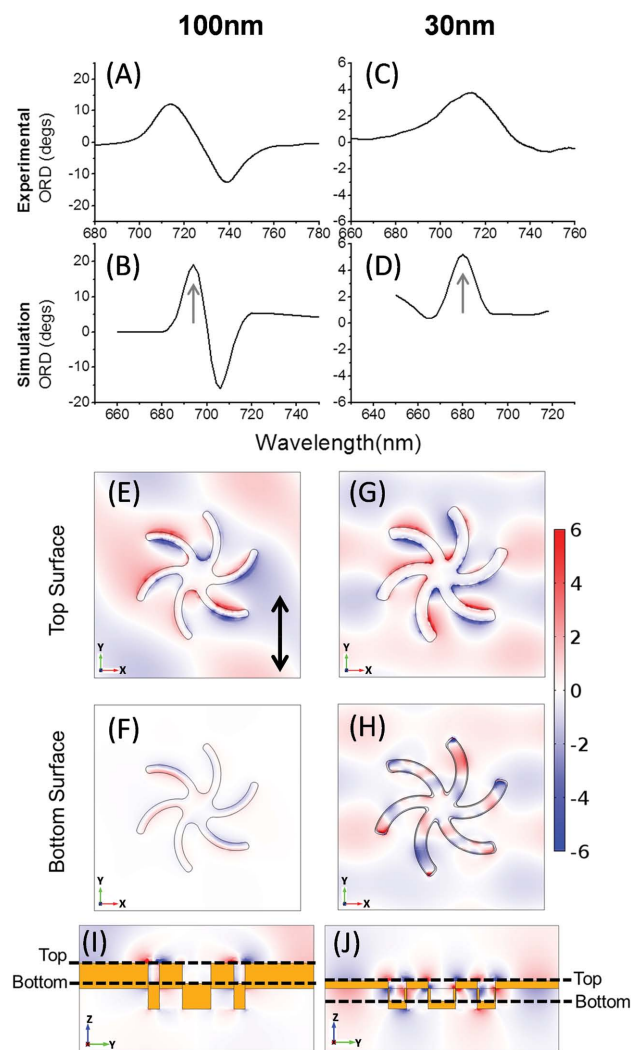 100nm 30nm
Experimental
ORD (degs)
(A)
20
10
0
-10
-20
680 700 720 740 760 780
(C)
6
4
2
0
-2
-4
-6
660 680 700 720 740 760
Simulation
ORD (degs)
(B)
20
10
0
-10
-20
660 680 700 720 740
(D)
6
4
2
0
-2
-4
-6
640 660 680 700 720
Wavelength(nm)
Top Surface
(E)
Y
X
(G)
Y
X
6
4
2
0
-2
-4
-6
Bottom Surface
(F)
Y
X
(H)
Y
X
(I)
Top
Bottom
Z
Y
(J)
Top
Bottom
Z
Y